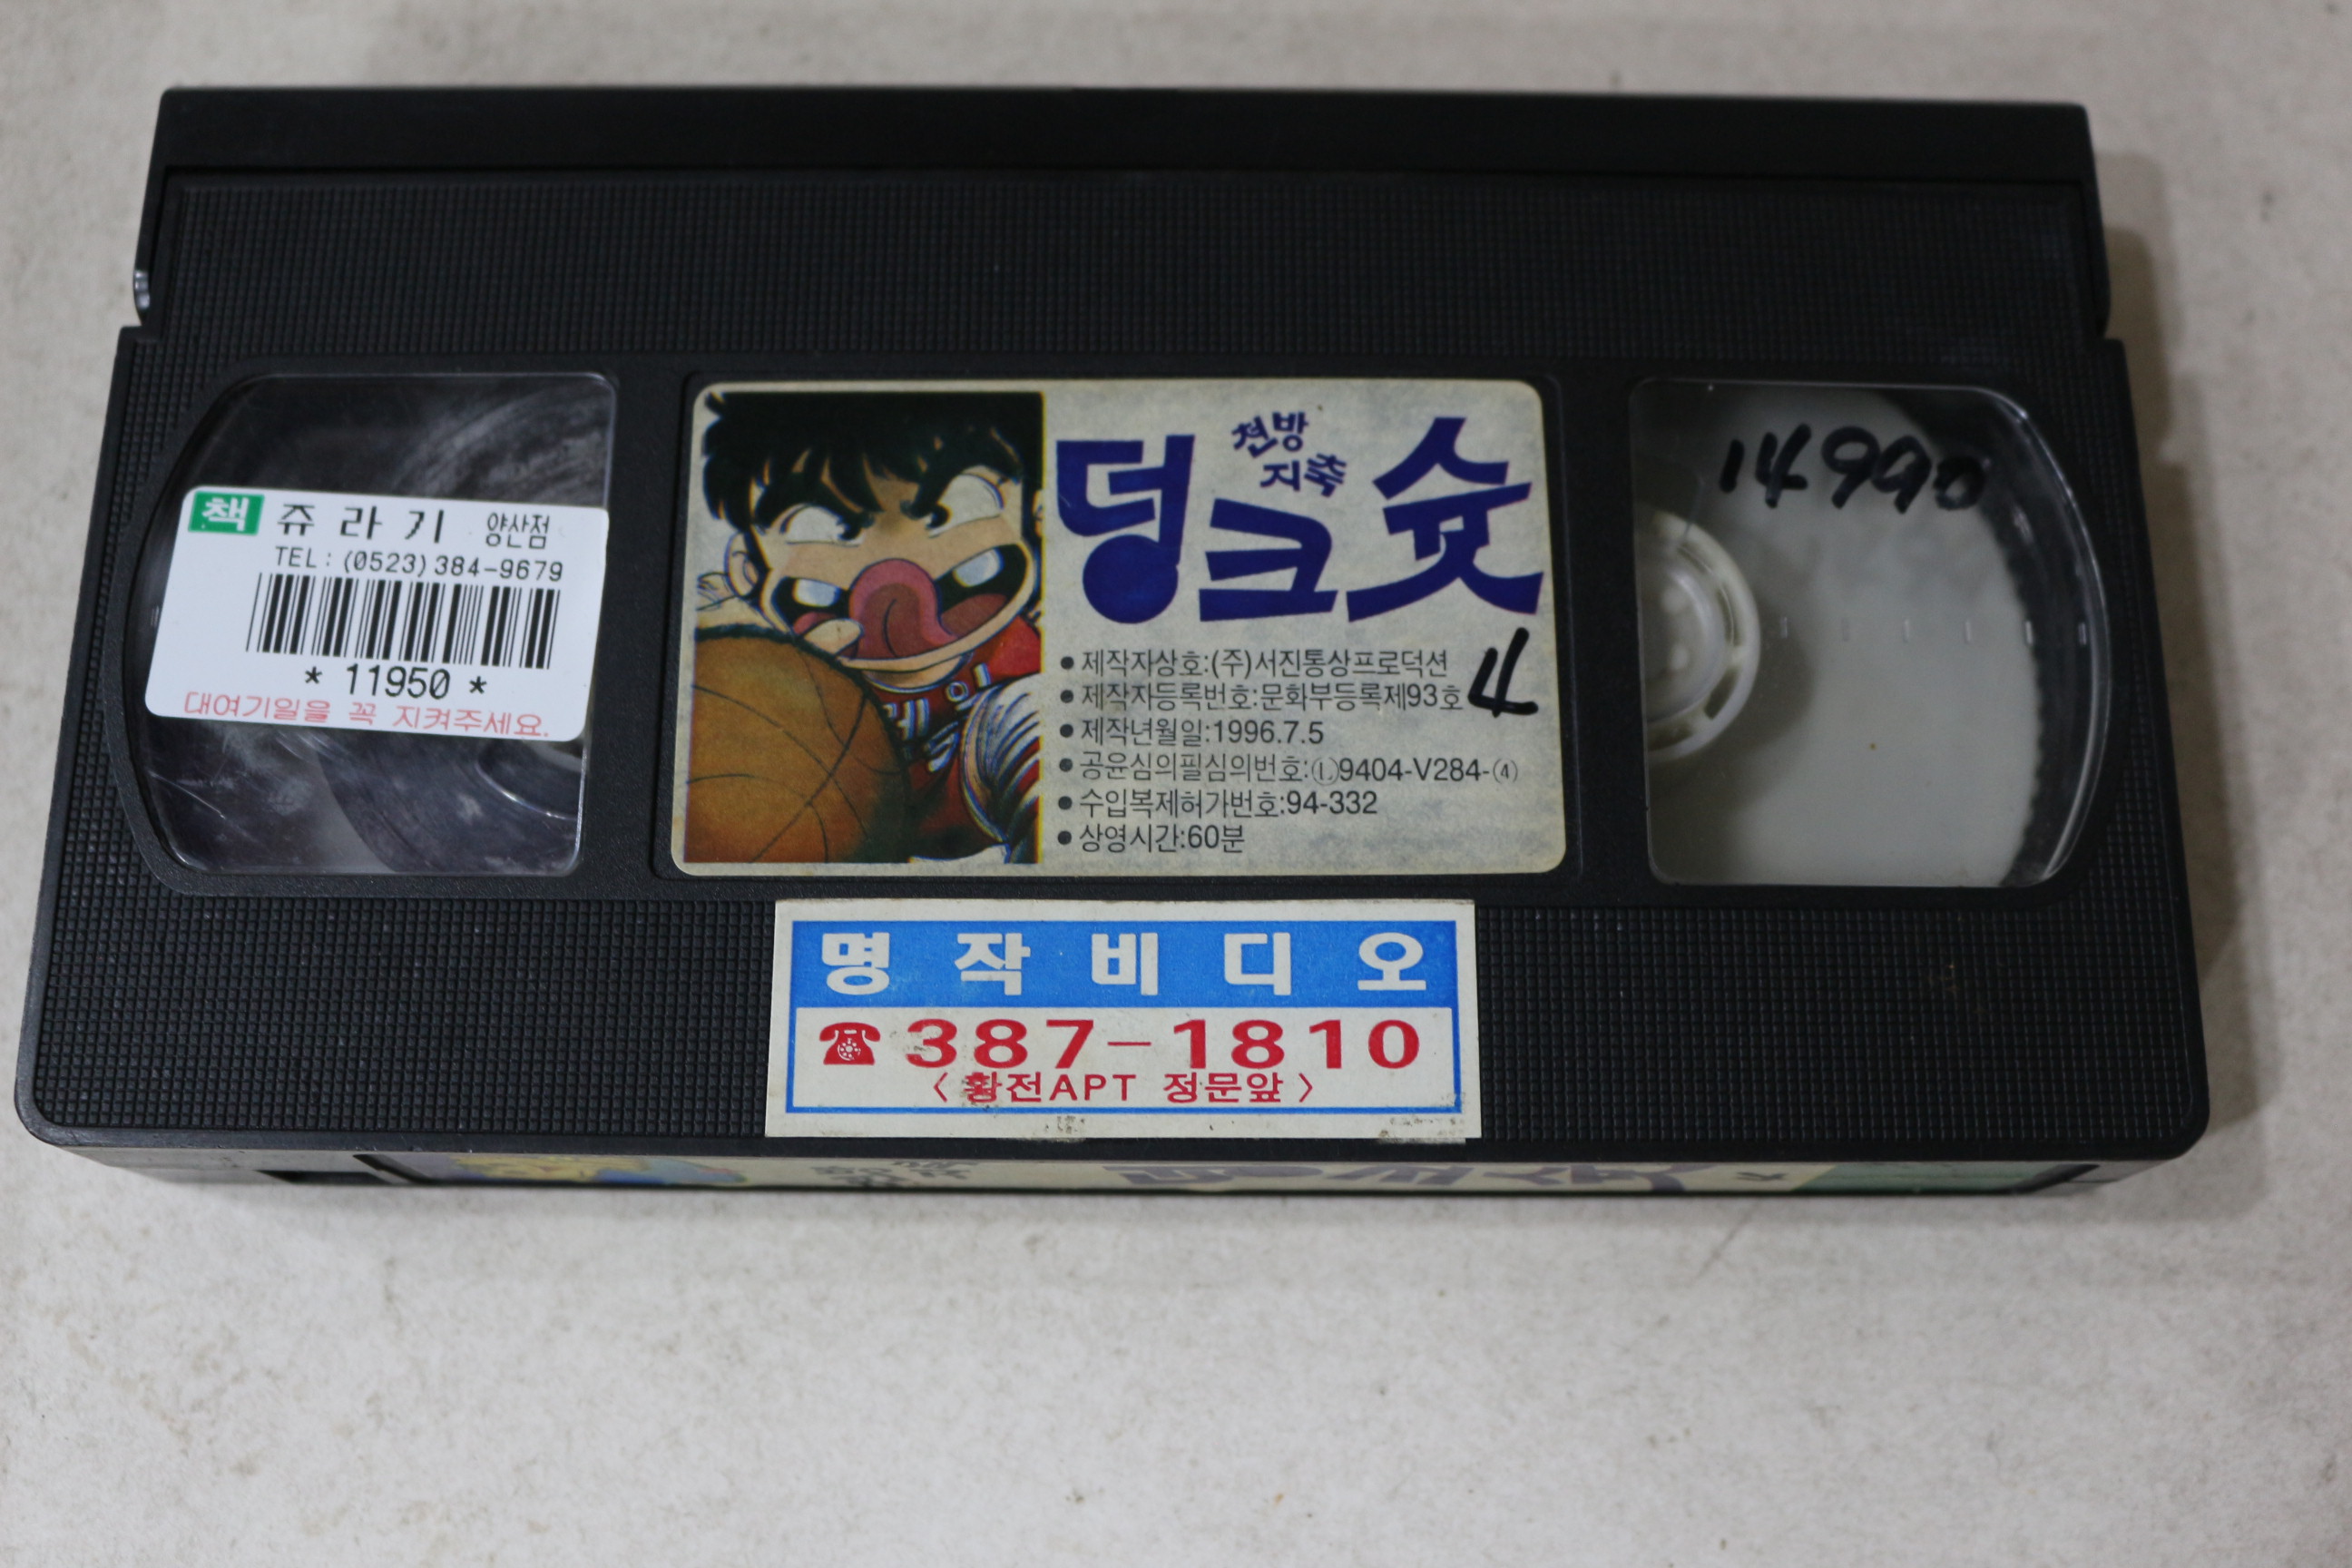 책 쥬라기 양산점
TEL: (0523) 384-9679
* 11950 *
대여기일을 꼭 지켜주세요.
천방
지축
덩크슛
레이
4
● 제작자상호:(주)서진통상프로덕션
● 제작자등록번호:문화부등록제93호
● 제작년월일:1996.7.5
● 공윤심의필심의번호:(1.)9404-V284-④
● 수입복제허가번호:94-332
● 상영시간:60분
14990
명작비디오
☎ 387-1810
〈황전APT 정문앞〉